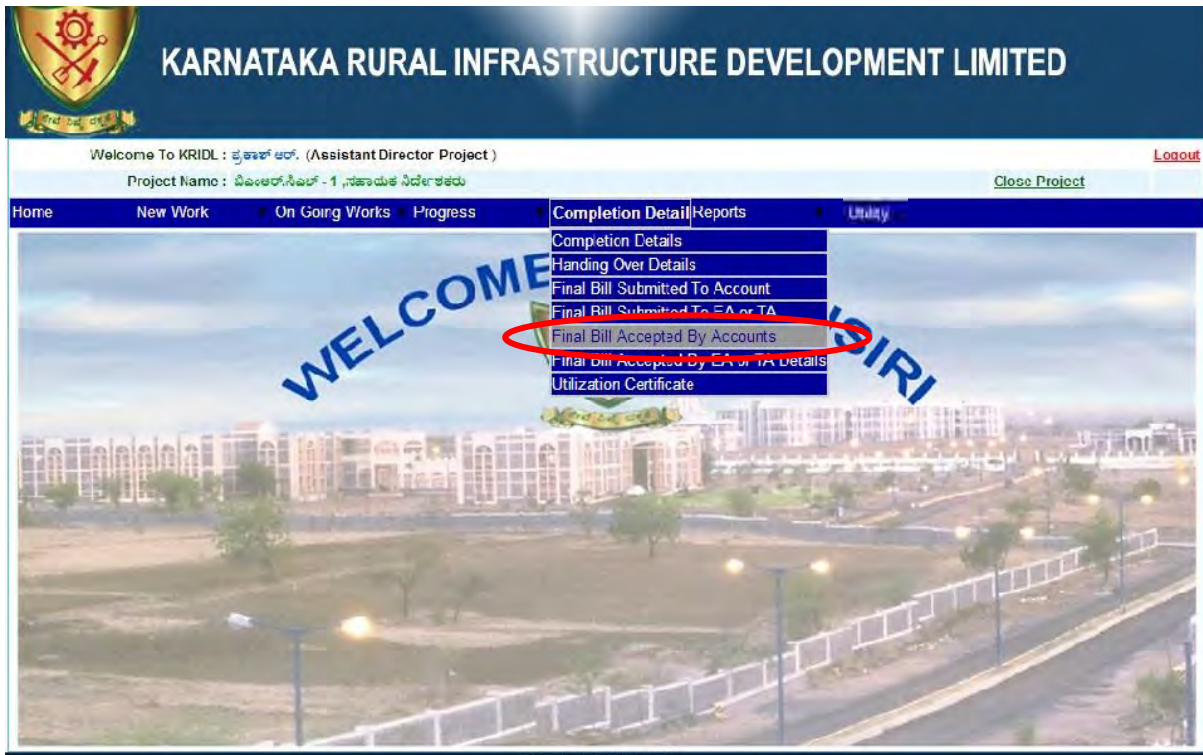 KARNATAKA RURAL INFRASTRUCTURE DEVELOPMENT LIMITED
Welcome To KRIDL : ಪ್ರಕಾಶ್ ಆರ್. (Assistant Director Project )
Logout
Project Name : ಬಿಎಂಆರ್.ಸಿಎಲ್ - 1 ,ಸಹಾಯಕ ನಿರ್ದೇಶಕರು
Close Project
Home New Work On Going Works Progress Completion Detail Reports Utility
Completion Details
Handing Over Details
Final Bill Submitted To Account
Final Bill Submitted To EA or TA
Final Bill Accepted By Accounts
Final Bill Accepted By EA or TA Details
Utilization Certificate
WELCOME SIRI